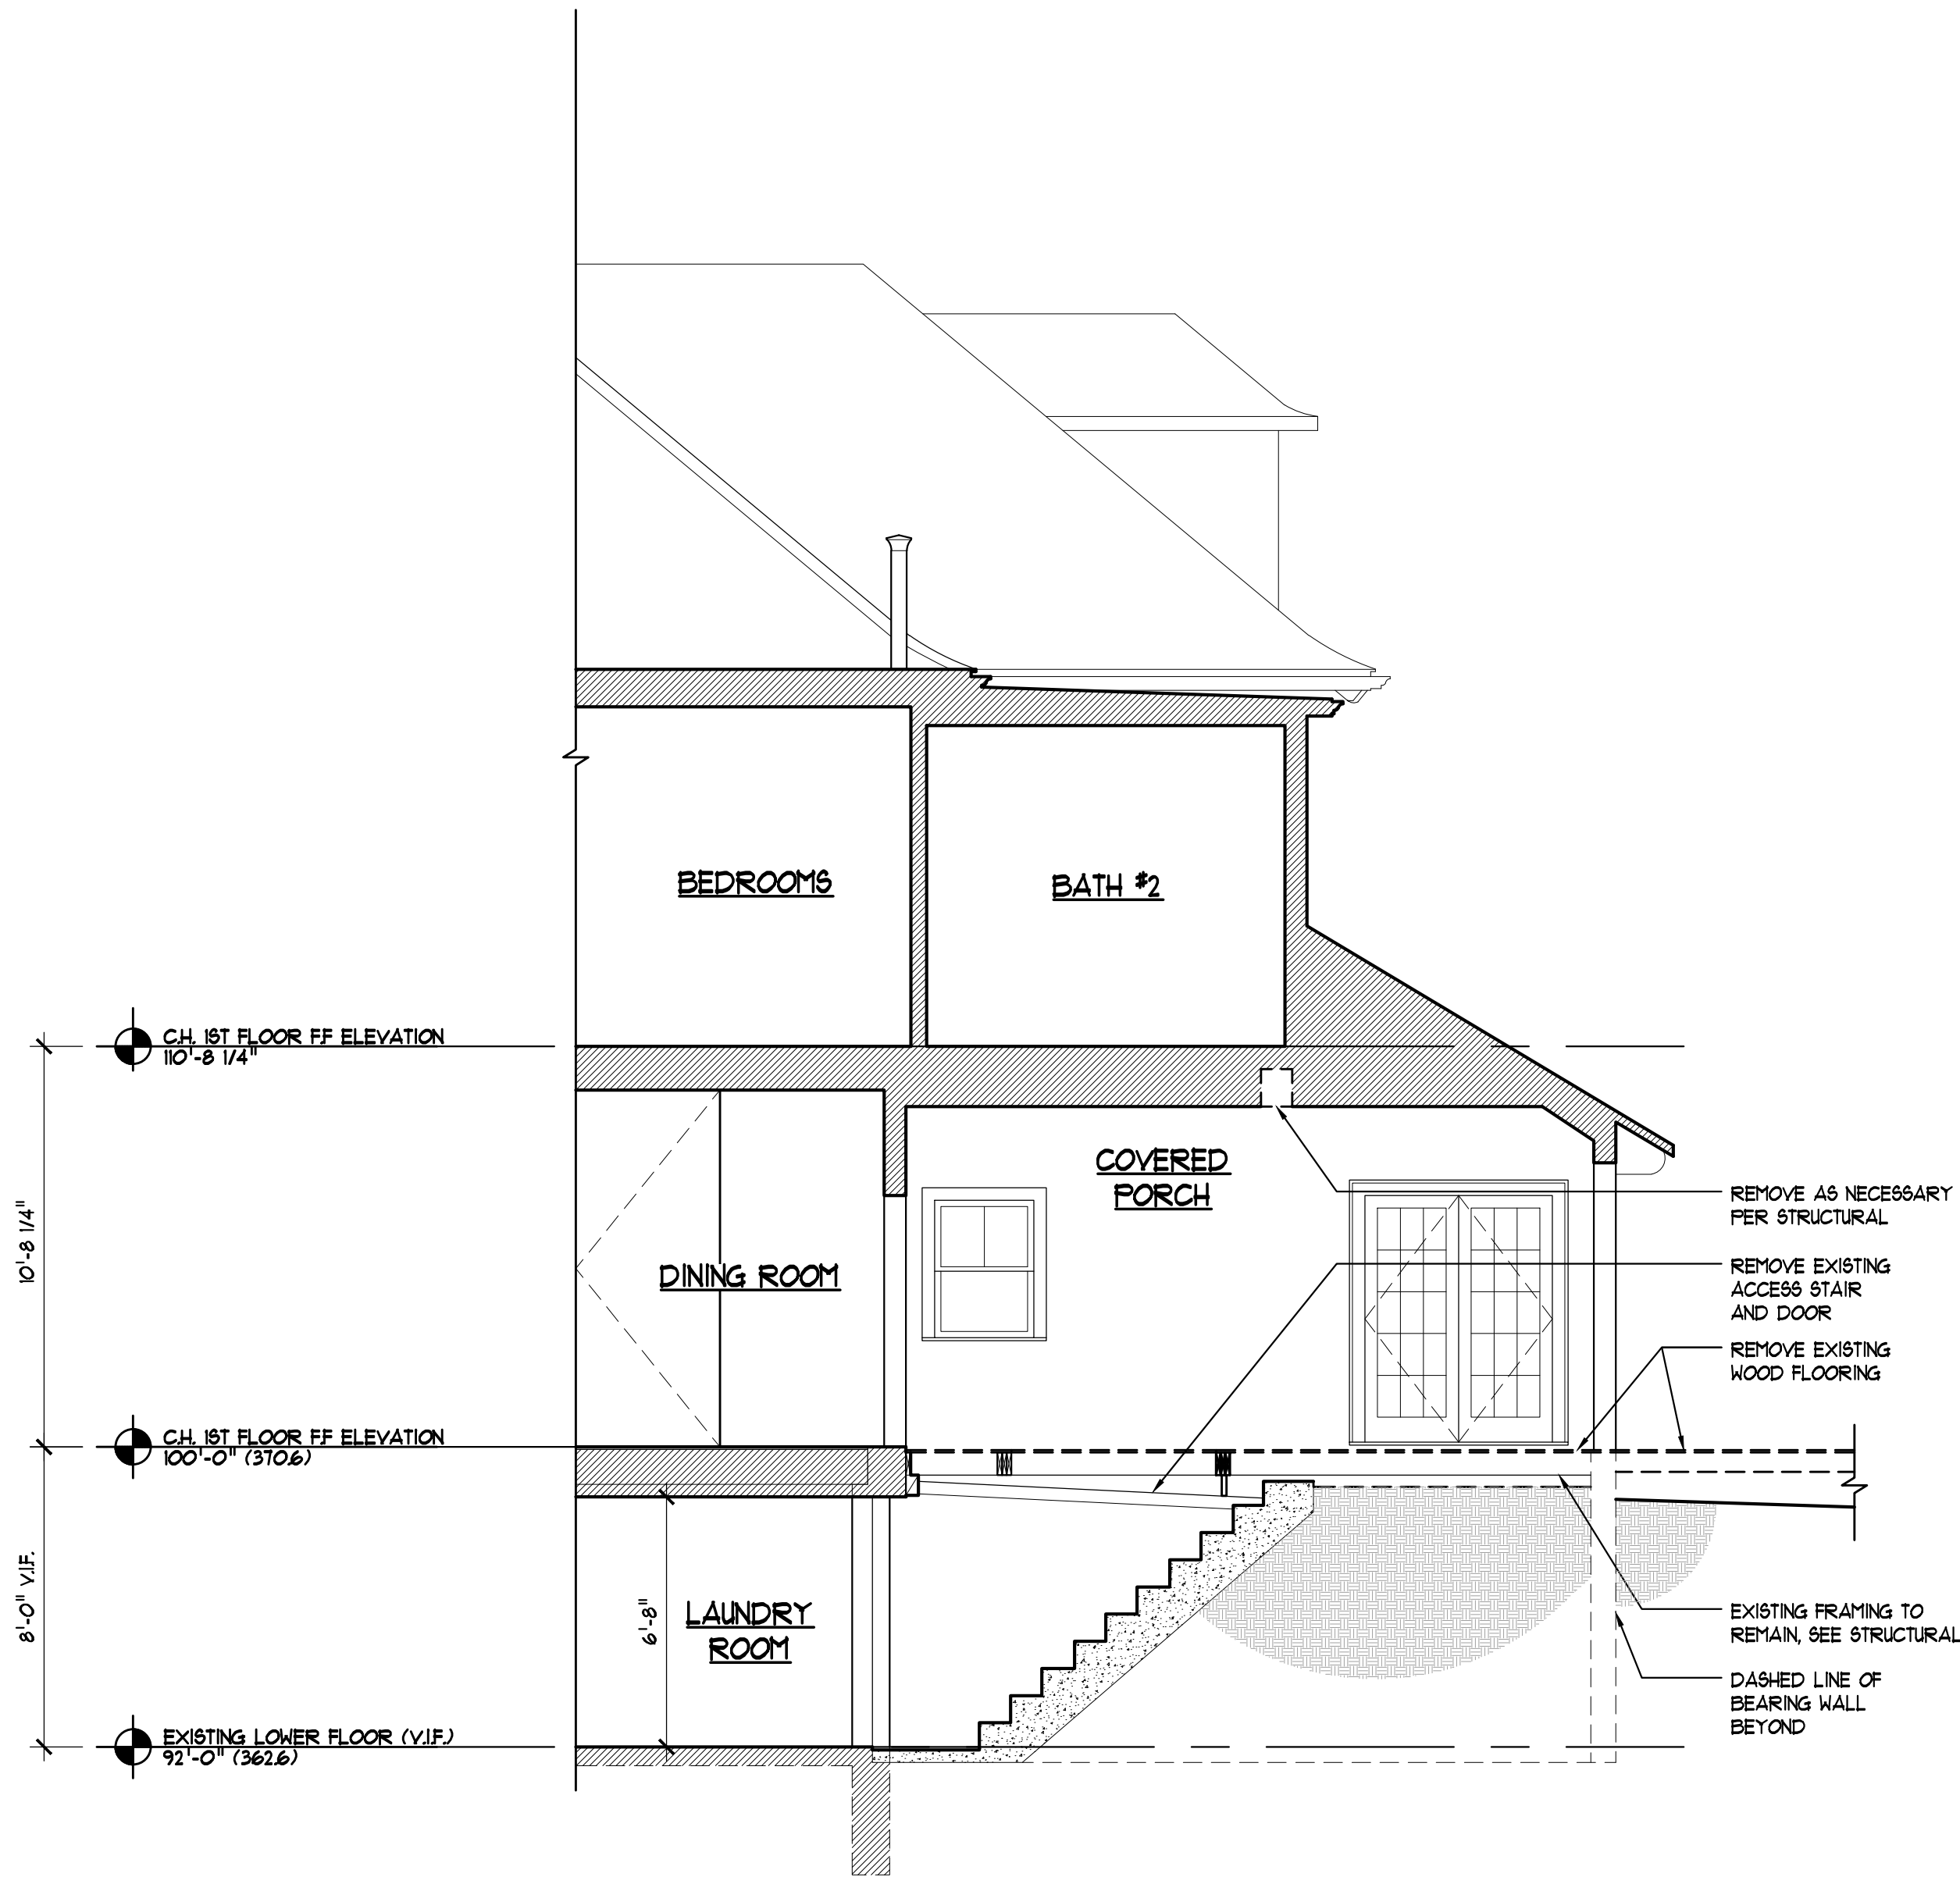 BEDROOMS
BATH #2
C.H. 1ST FLOOR F.F ELEVATION
110'-8 1/4"
COVERED
PORCH
REMOVE AS NECESSARY
PER STRUCTURAL
10'-8 1/4"
DINING ROOM
REMOVE EXISTING
ACCESS STAIR
AND DOOR
REMOVE EXISTING
WOOD FLOORING
C.H. 1ST FLOOR F.F ELEVATION
100'-0" (370.6)
8'-0" V.I.F.
6'-8"
LAUNDRY
ROOM
EXISTING FRAMING TO
REMAIN, SEE STRUCTURAL
DASHED LINE OF
BEARING WALL
BEYOND
EXISTING LOWER FLOOR (V.I.F.)
92'-0" (362.6)